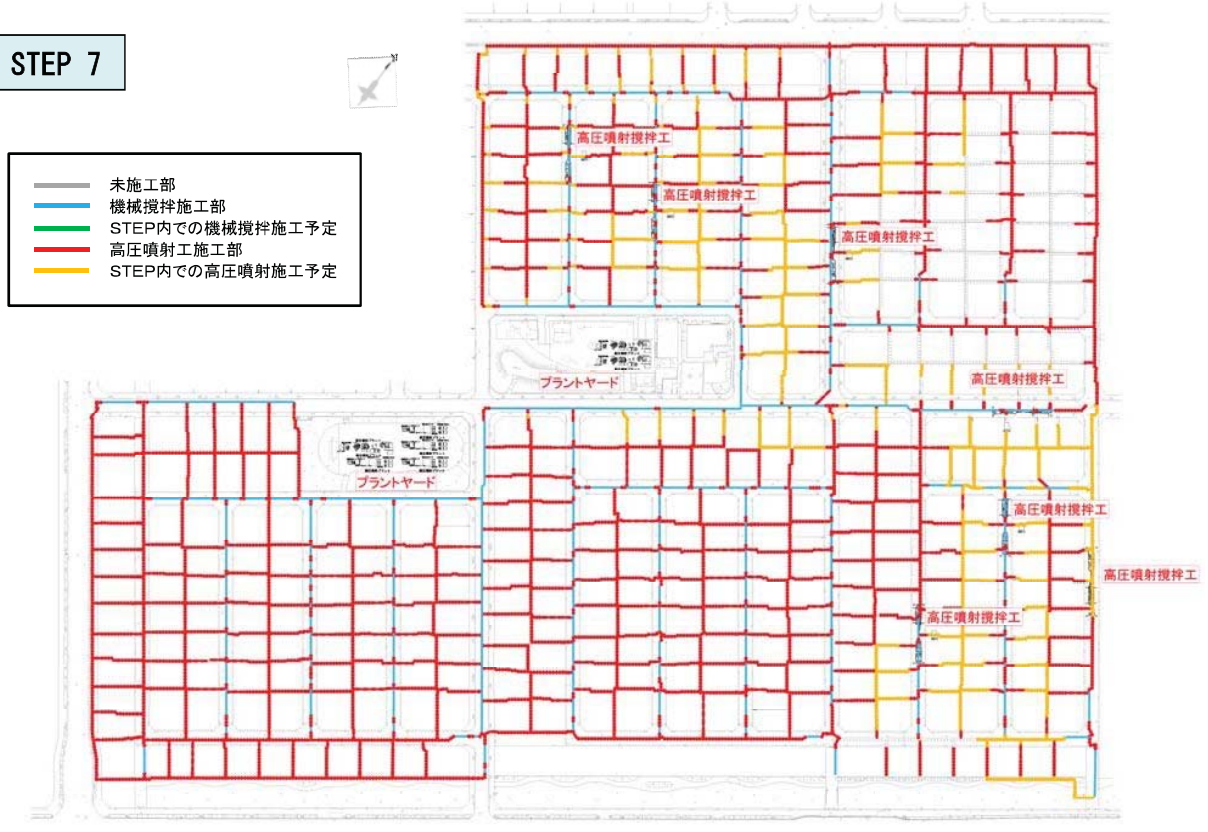 STEP 7
未施工部
機械撹拌施工部
STEP内での機械撹拌施工予定
高圧噴射工施工部
STEP内での高圧噴射施工予定
高圧噴射撹拌工
高圧噴射撹拌工
高圧噴射撹拌工
プラントヤード
高圧噴射撹拌工
プラントヤード
高圧噴射撹拌工
高圧噴射撹拌工
高圧噴射撹拌工